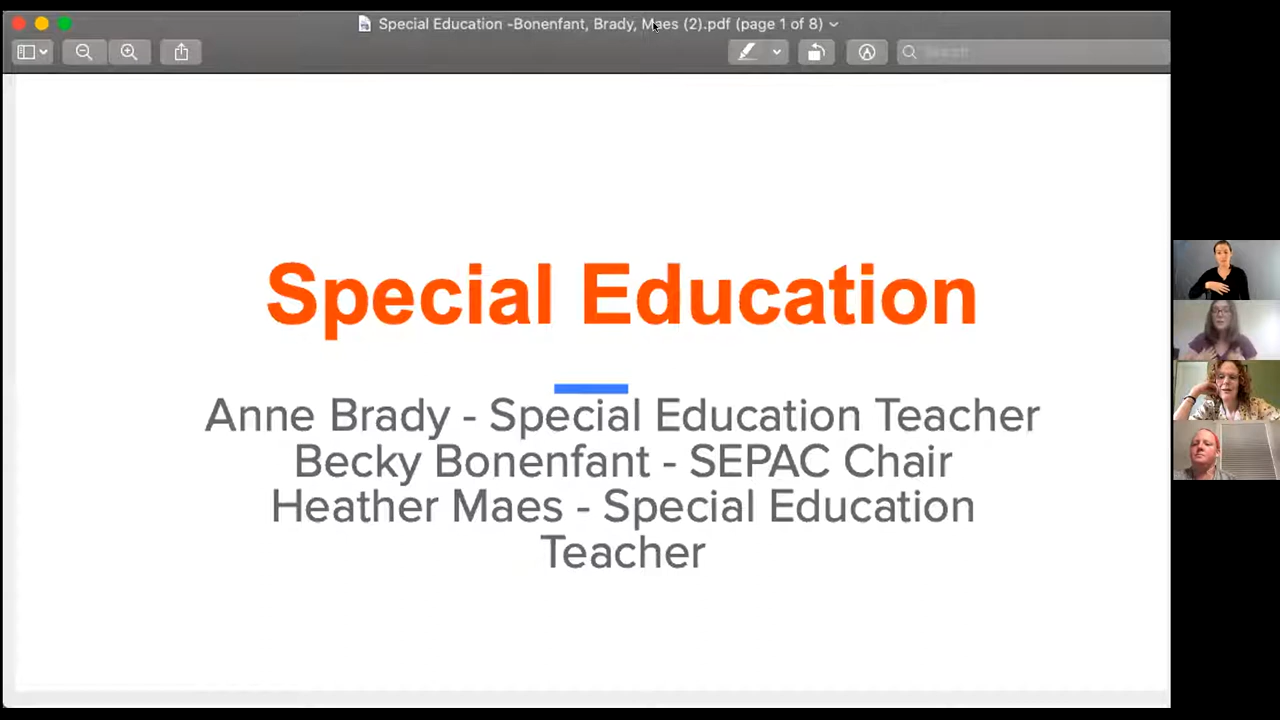 Special Education -Bonenfant, Brady, Maes (2).pdf (page 1 of 8)
Search
Special Education
Anne Brady - Special Education Teacher
Becky Bonenfant - SEPAC Chair
Heather Maes - Special Education
Teacher